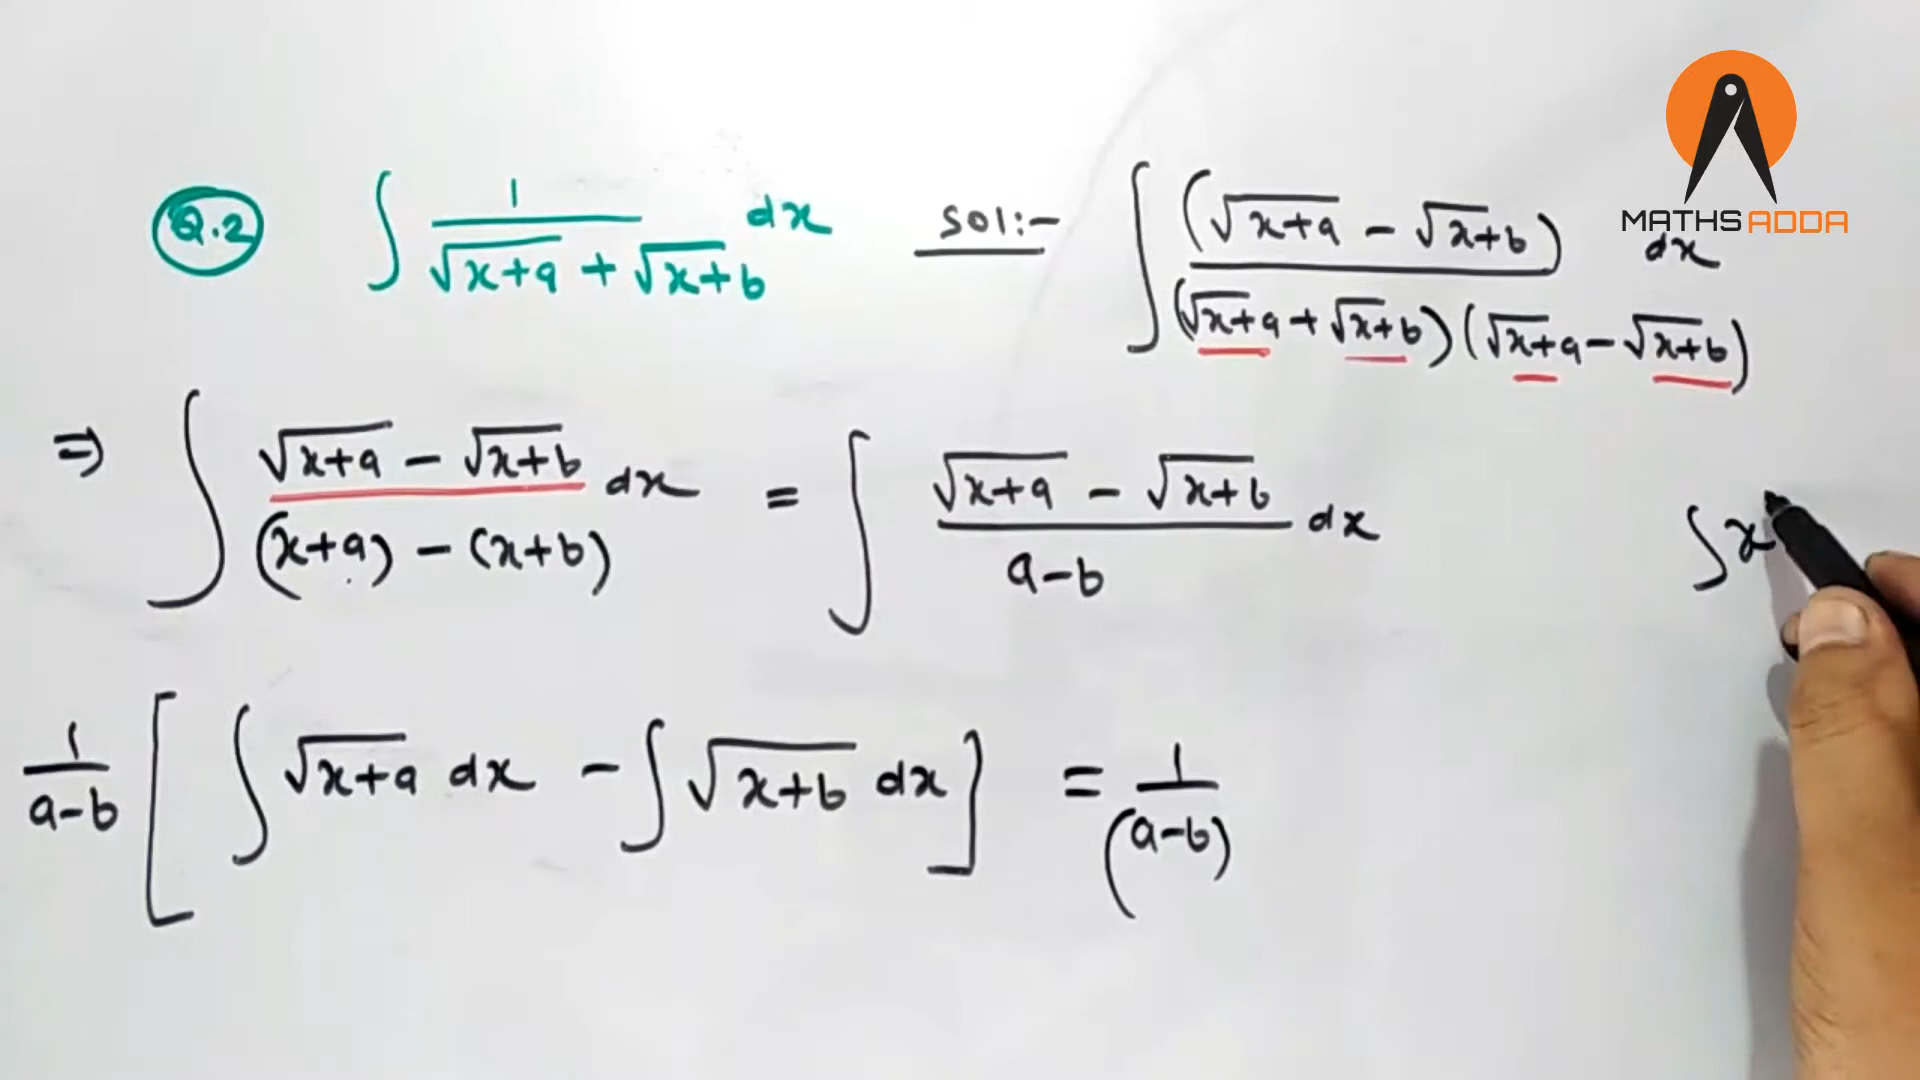 MATHS ADDA
Q.2 ∫ 1/(√(x+a) + √(x+b)) dx Sol:- ∫ (√(x+a) - √(x+b)) / (√(x+a) + √(x+b)) (√(x+a) - √(x+b)) dx
⇒ ∫ (√(x+a) - √(x+b)) / ((x+a) - (x+b)) dx = ∫ (√(x+a) - √(x+b)) / (a-b) dx ∫ x
1/(a-b) [ ∫ √(x+a) dx - ∫ √(x+b) dx ] = 1/(a-b) (